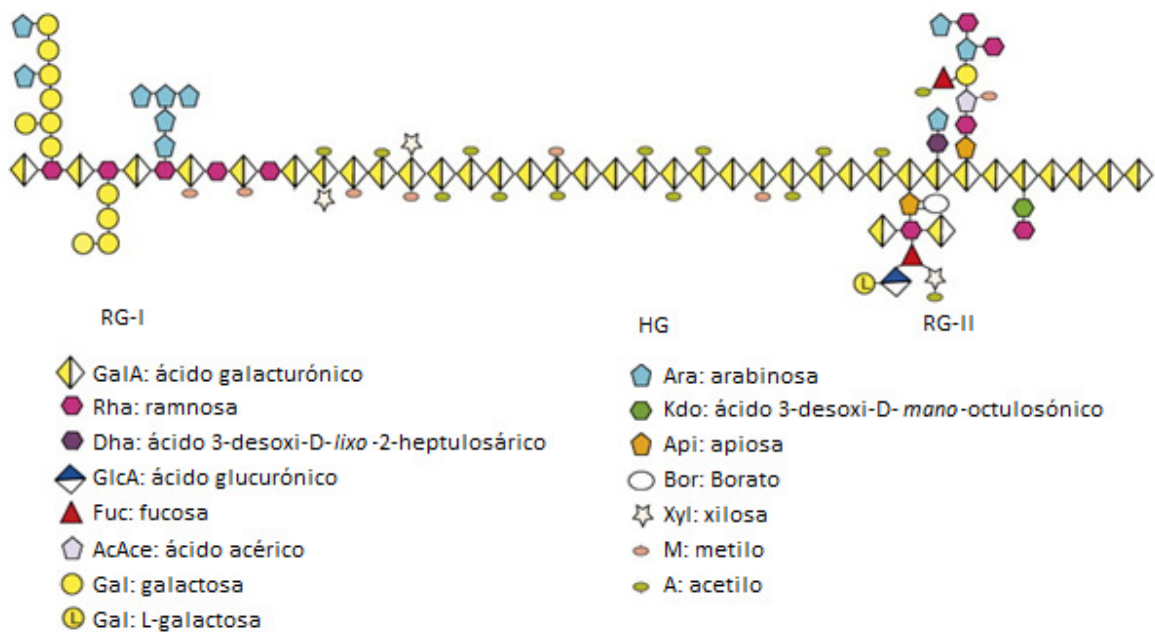 RG-I
HG
RG-II
GalA: ácido galacturónico
Rha: ramnosa
Dha: ácido 3-desoxi-D-lixo-2-heptulosárico
GlcA: ácido glucurónico
Fuc: fucosa
AcAce: ácido acérico
Gal: galactosa
L Gal: L-galactosa
Ara: arabinosa
Kdo: ácido 3-desoxi-D-mano-octulosónico
Api: apiosa
Bor: Borato
Xyl: xilosa
M: metilo
A: acetilo
L